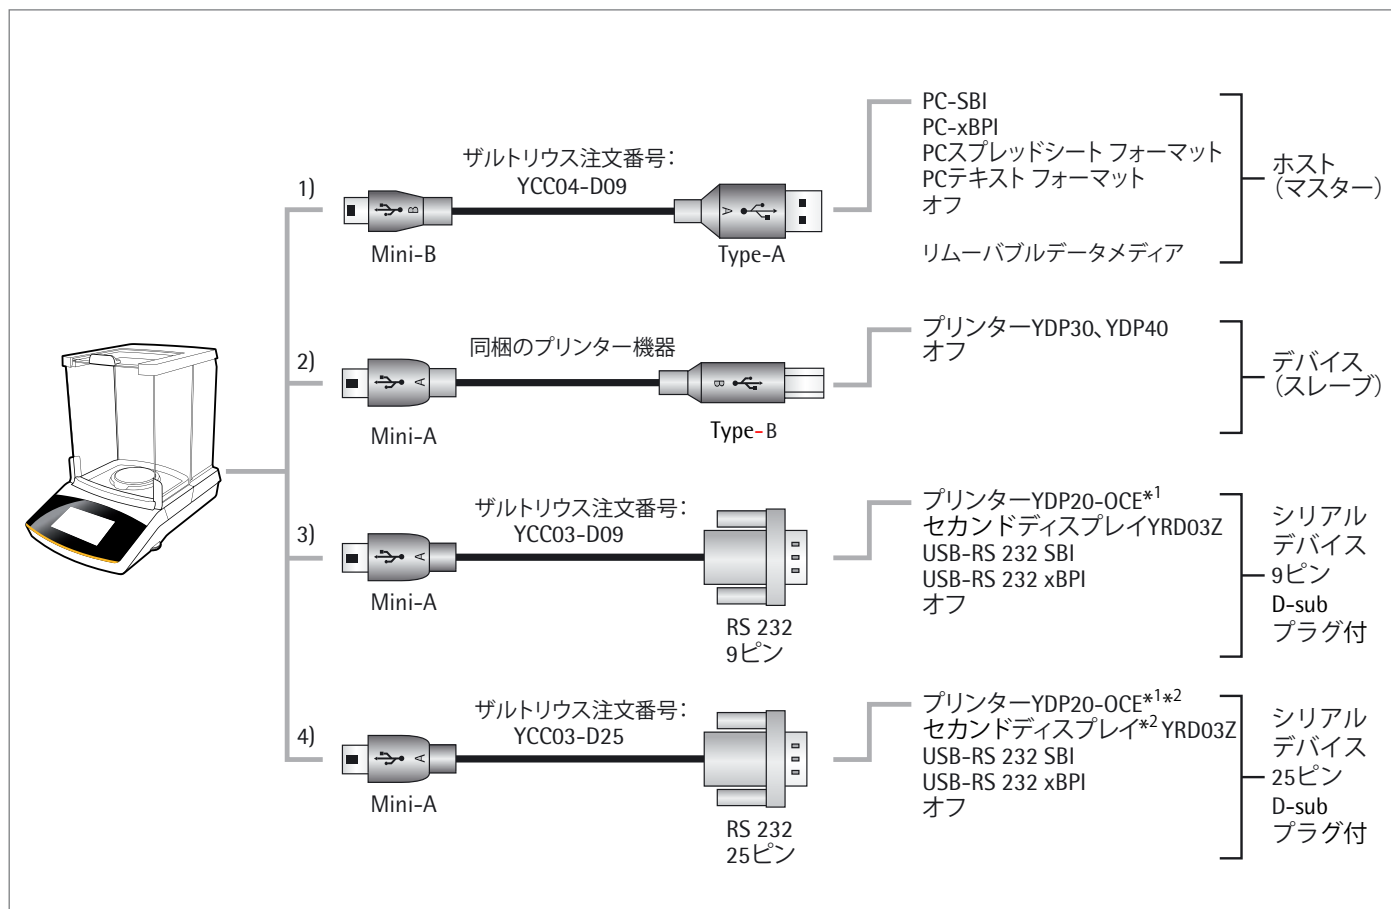 1)
ザルトリウス注文番号：
YCC04-D09
B
A
Mini-B
Type-A
PC-SBI
PC-xBPI
PCスプレッドシート フォーマット
PCテキスト フォーマット
オフ
リムーバブルデータメディア
ホスト
（マスター）
2)
同梱のプリンター機器
A
B
Mini-A
Type-B
プリンターYDP30、YDP40
オフ
デバイス
（スレーブ）
3)
ザルトリウス注文番号：
YCC03-D09
A
Mini-A
RS 232
9ピン
プリンターYDP20-OCE*1
セカンドディスプレイYRD03Z
USB-RS 232 SBI
USB-RS 232 xBPI
オフ
シリアル
デバイス
9ピン
D-sub
プラグ付
4)
ザルトリウス注文番号：
YCC03-D25
A
Mini-A
RS 232
25ピン
プリンターYDP20-OCE*1*2
セカンドディスプレイ*2 YRD03Z
USB-RS 232 SBI
USB-RS 232 xBPI
オフ
シリアル
デバイス
25ピン
D-sub
プラグ付